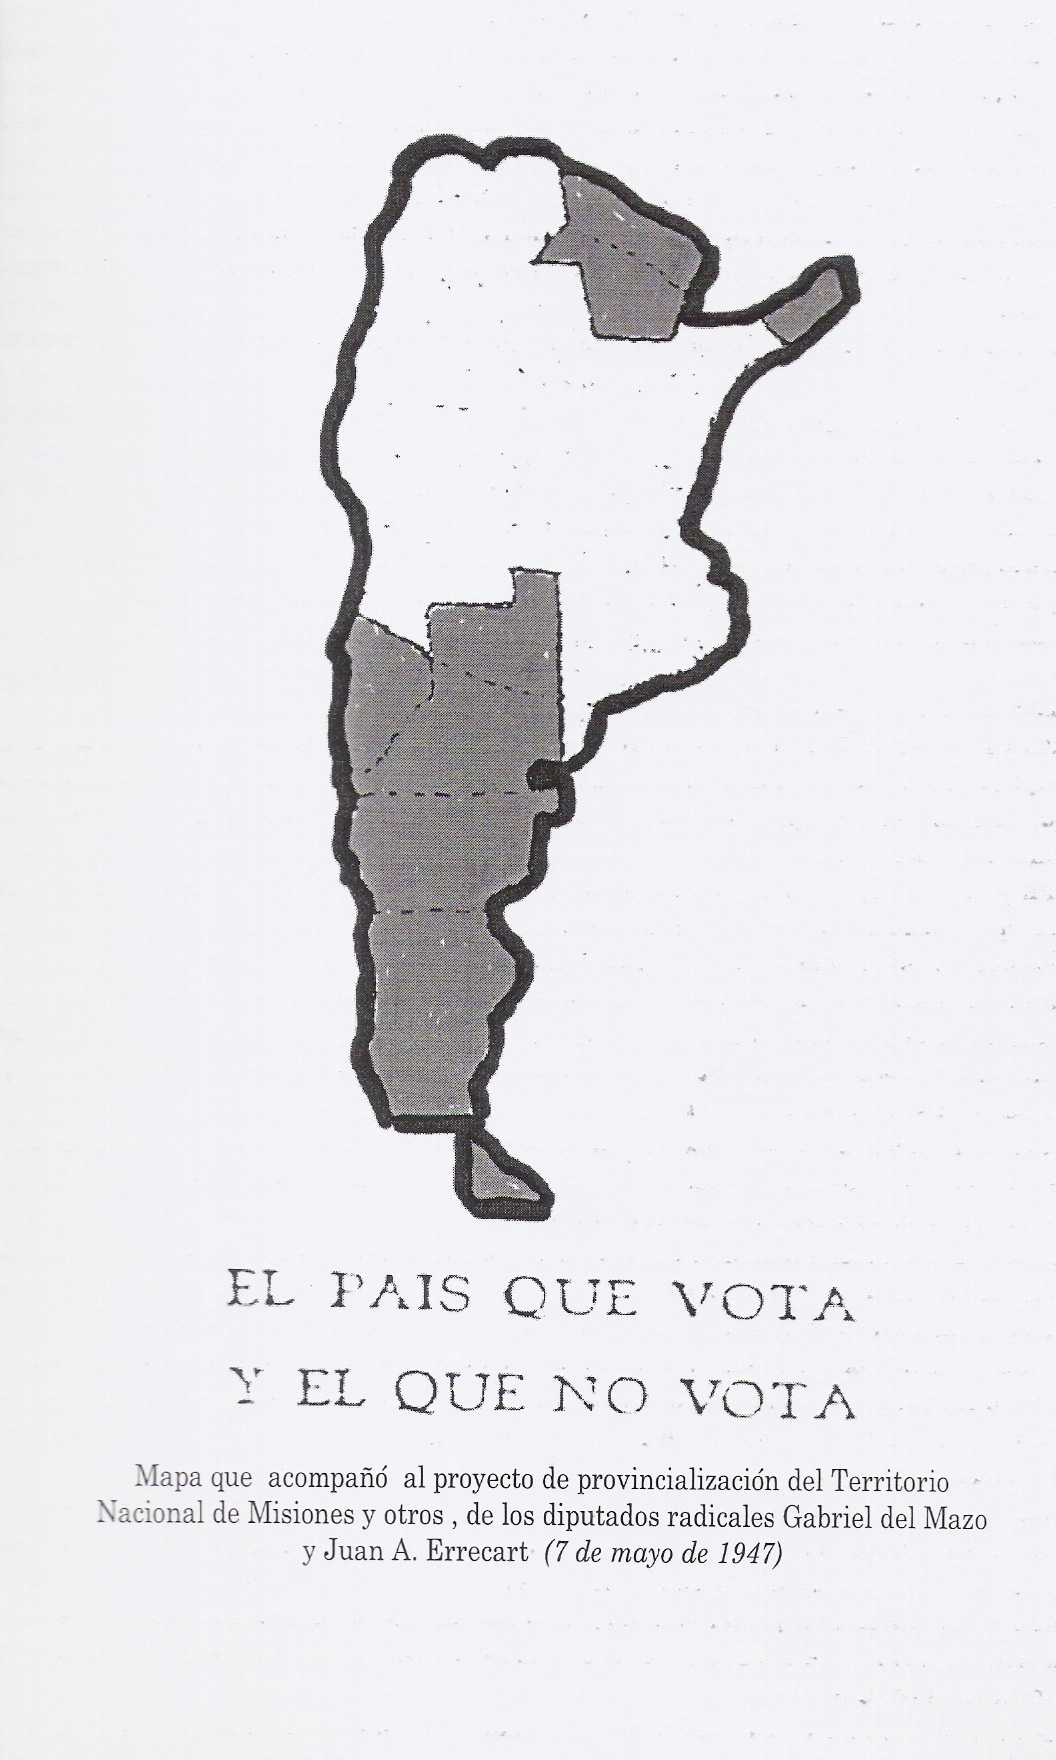 EL PAIS QUE VOTA
Y EL QUE NO VOTA
Mapa que acompañó al proyecto de provincialización del Territorio
Nacional de Misiones y otros , de los diputados radicales Gabriel del Mazo
y Juan A. Errecart (7 de mayo de 1947)